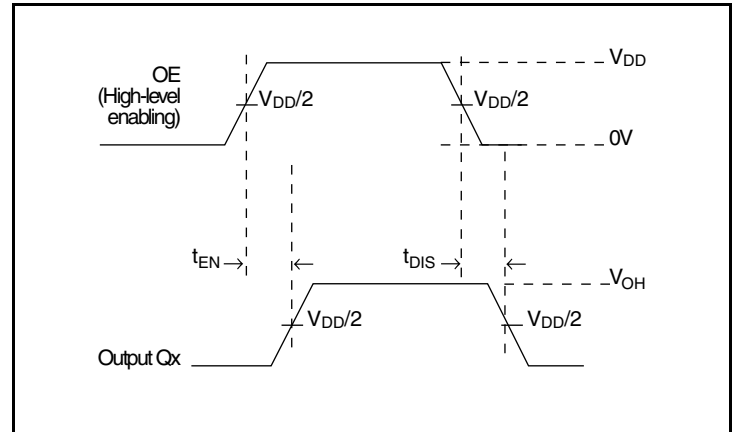 OE
(High-level
enabling)
VDD/2
VDD/2
VDD
0V
tEN
tDIS
VOH
VDD/2
VDD/2
Output Qx